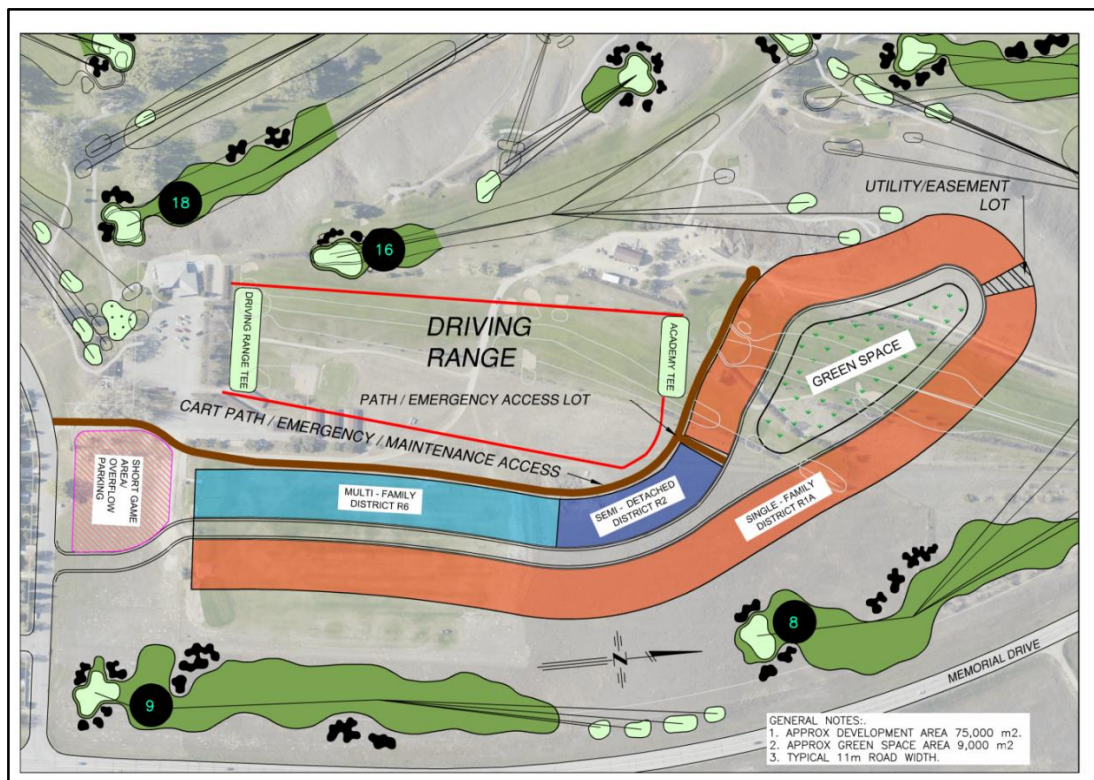 UTILITY/EASEMENT
LOT
18
16
DRIVING RANGE TEE
DRIVING
RANGE
ACADEMY TEE
GREEN SPACE
PATH / EMERGENCY ACCESS LOT
CART PATH / EMERGENCY / MAINTENANCE ACCESS
SHORT GAME
AREA/
OVERFLOW
PARKING
MULTI - FAMILY
DISTRICT R6
SEMI - DETACHED
DISTRICT R2
SINGLE - FAMILY
DISTRICT R1A
8
N
MEMORIAL DRIVE
9
GENERAL NOTES:.
1. APPROX DEVELOPMENT AREA 75,000 m2.
2. APPROX GREEN SPACE AREA 9,000 m2
3. TYPICAL 11m ROAD WIDTH.